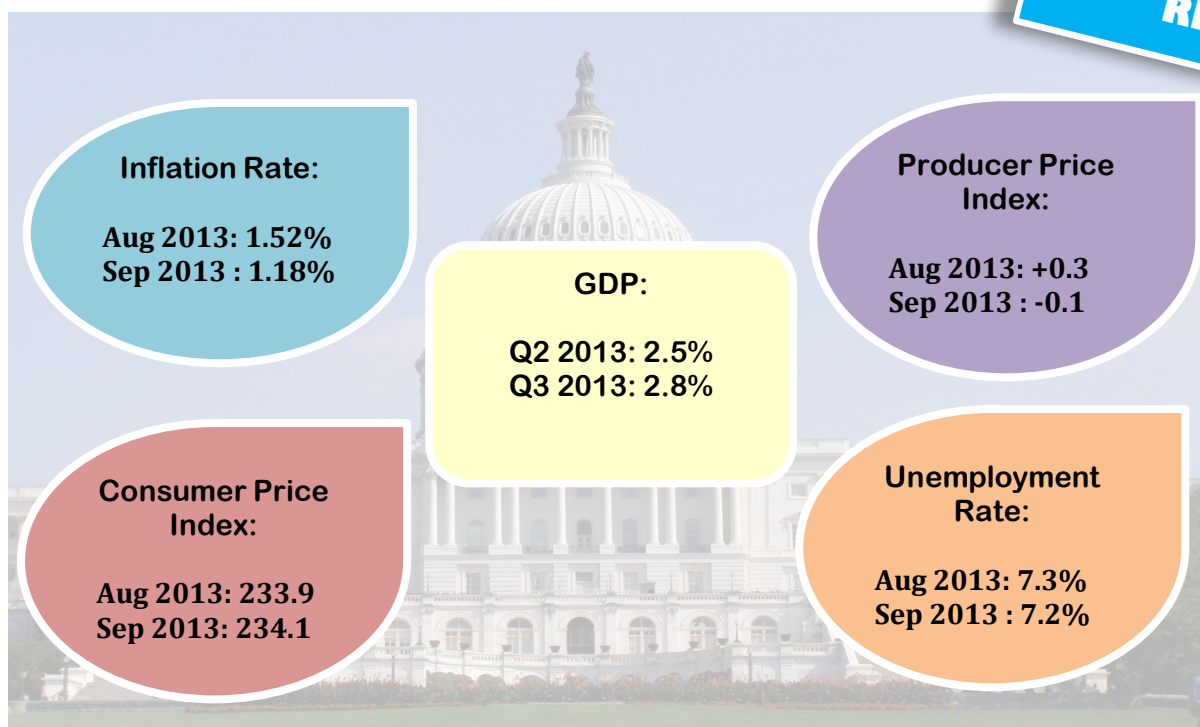 Inflation Rate:
Aug 2013: 1.52%
Sep 2013 : 1.18%
Producer Price
Index:
Aug 2013: +0.3
Sep 2013 : -0.1
GDP:
Q2 2013: 2.5%
Q3 2013: 2.8%
Consumer Price
Index:
Aug 2013: 233.9
Sep 2013: 234.1
Unemployment
Rate:
Aug 2013: 7.3%
Sep 2013 : 7.2%